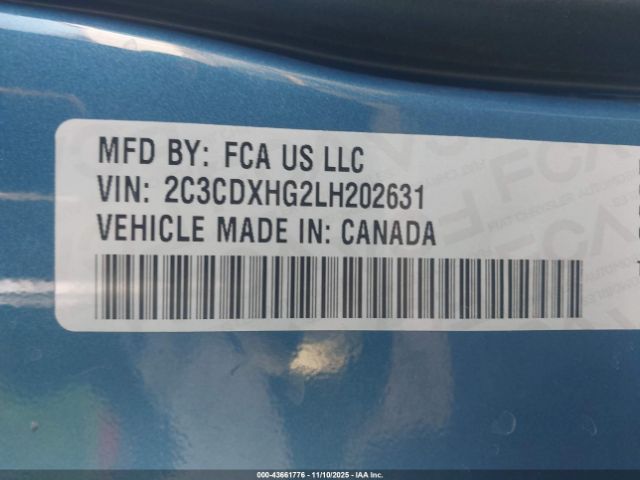 MFD BY: FCA US LLC
VIN: 2C3CDXHG2LH202631
VEHICLE MADE IN: CANADA
000-43661776 - 11/10/2025 - IAA Inc.